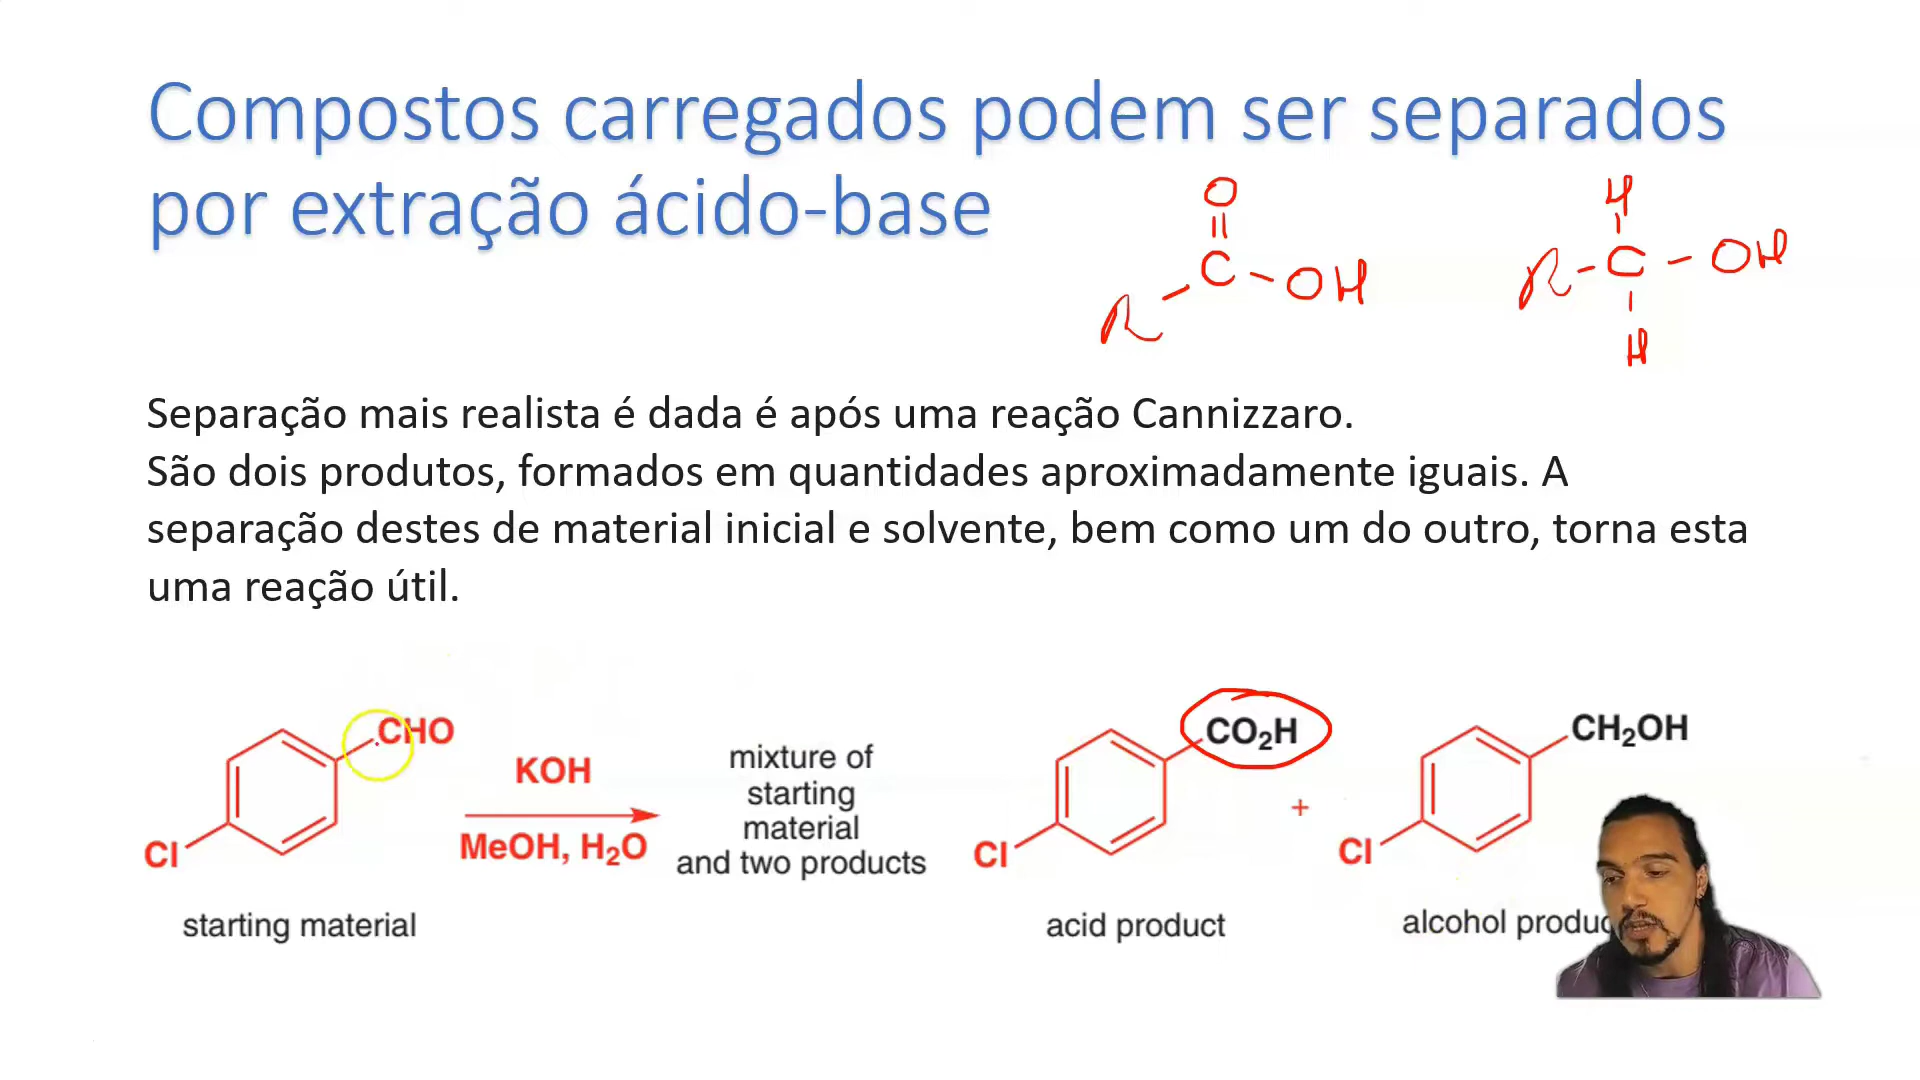 Compostos carregados podem ser separados
por extração ácido-base
O
C
OH
R
H
R-C-OH
H
Separação mais realista é dada é após uma reação Cannizzaro.
São dois produtos, formados em quantidades aproximadamente iguais. A
separação destes de material inicial e solvente, bem como um do outro, torna esta
uma reação útil.
CHO
Cl
starting material
KOH
MeOH, H₂O
mixture of
starting
material
and two products
CO₂H
Cl
acid product
+
CH₂OH
Cl
alcohol produc